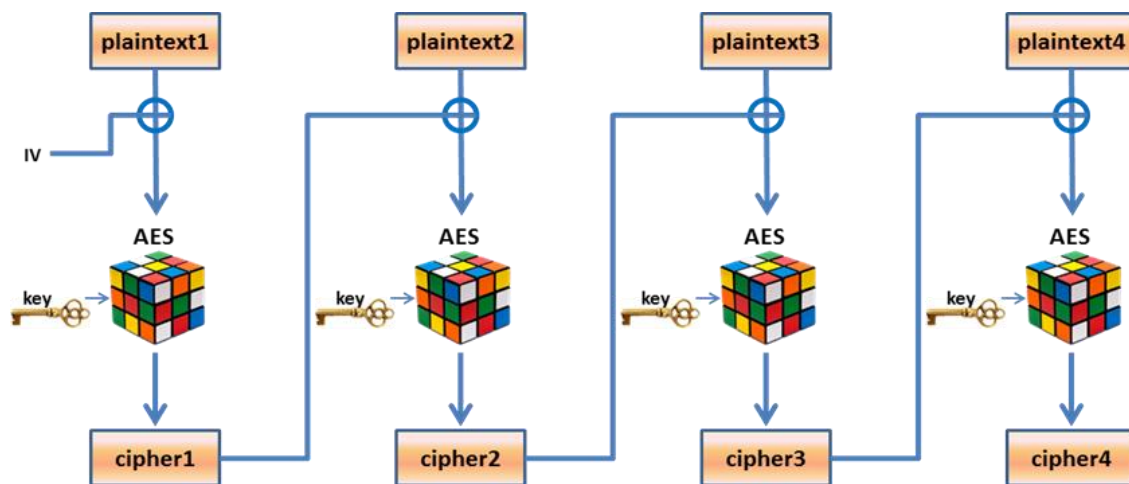 plaintext1
plaintext2
plaintext3
plaintext4
IV
AES
AES
AES
AES
key
key
key
key
cipher1
cipher2
cipher3
cipher4